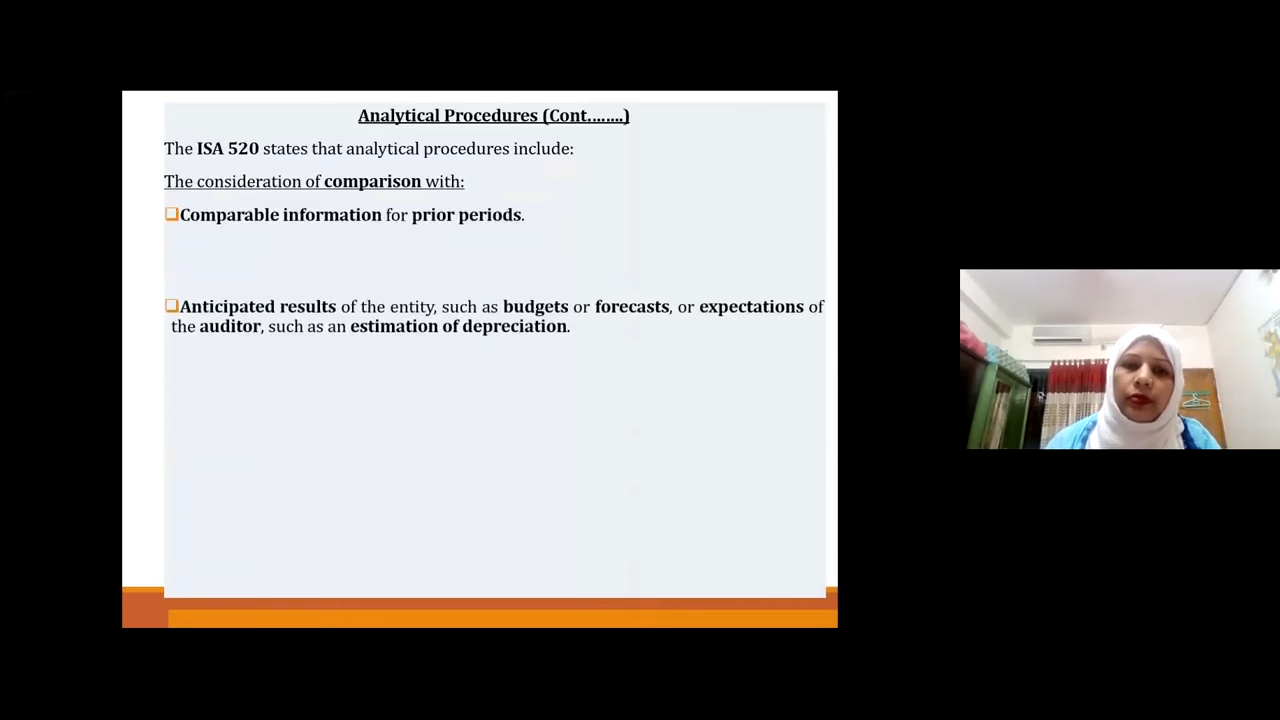 Analytical Procedures (Cont........)
The ISA 520 states that analytical procedures include:
The consideration of comparison with:
❑Comparable information for prior periods.
❑Anticipated results of the entity, such as budgets or forecasts, or expectations of
the auditor, such as an estimation of depreciation.